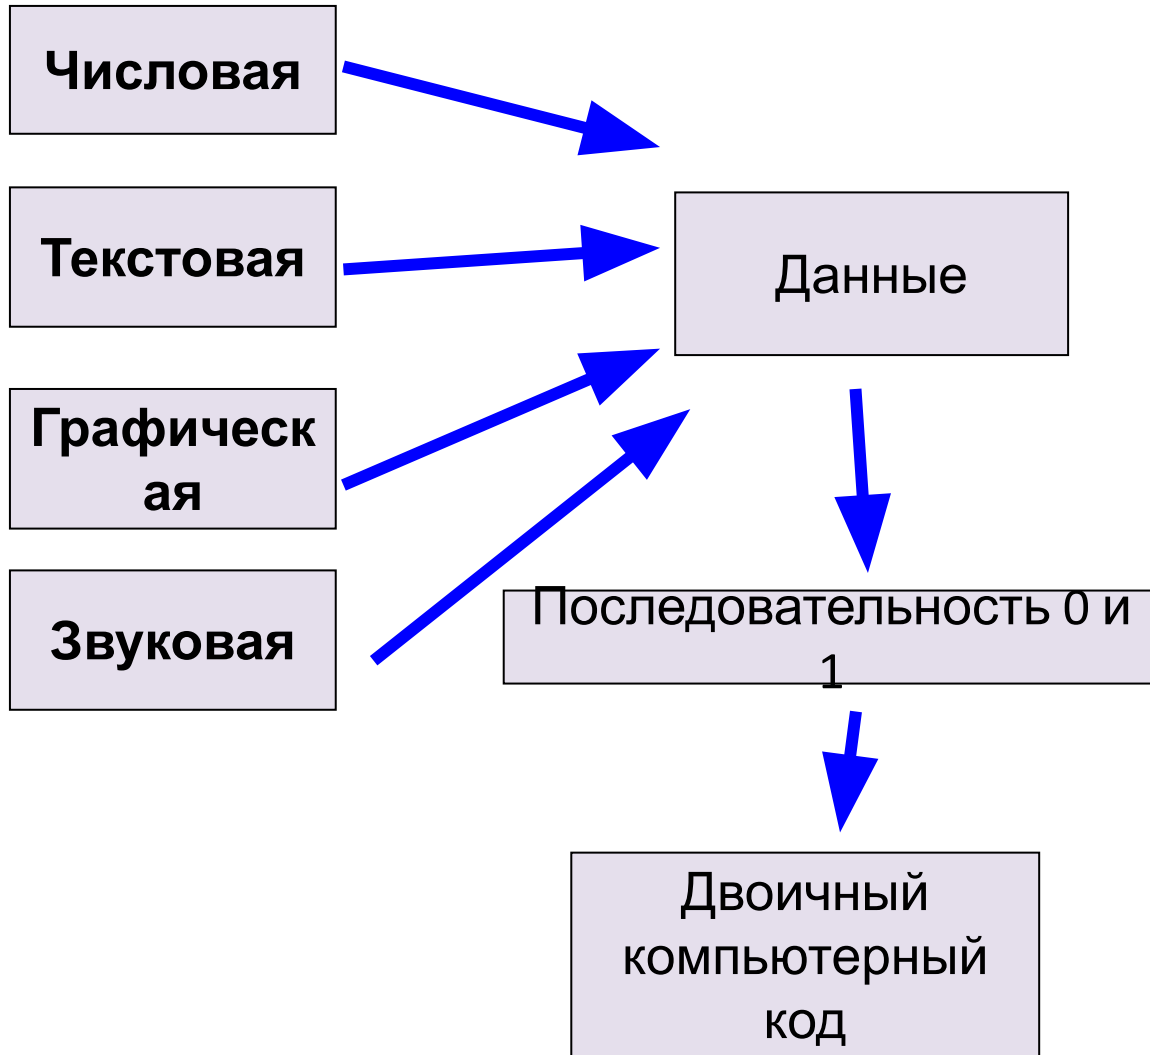 Числовая
Текстовая
Данные
Графическ
ая
Звуковая
Последовательность 0 и
1
Двоичный
компьютерный
код